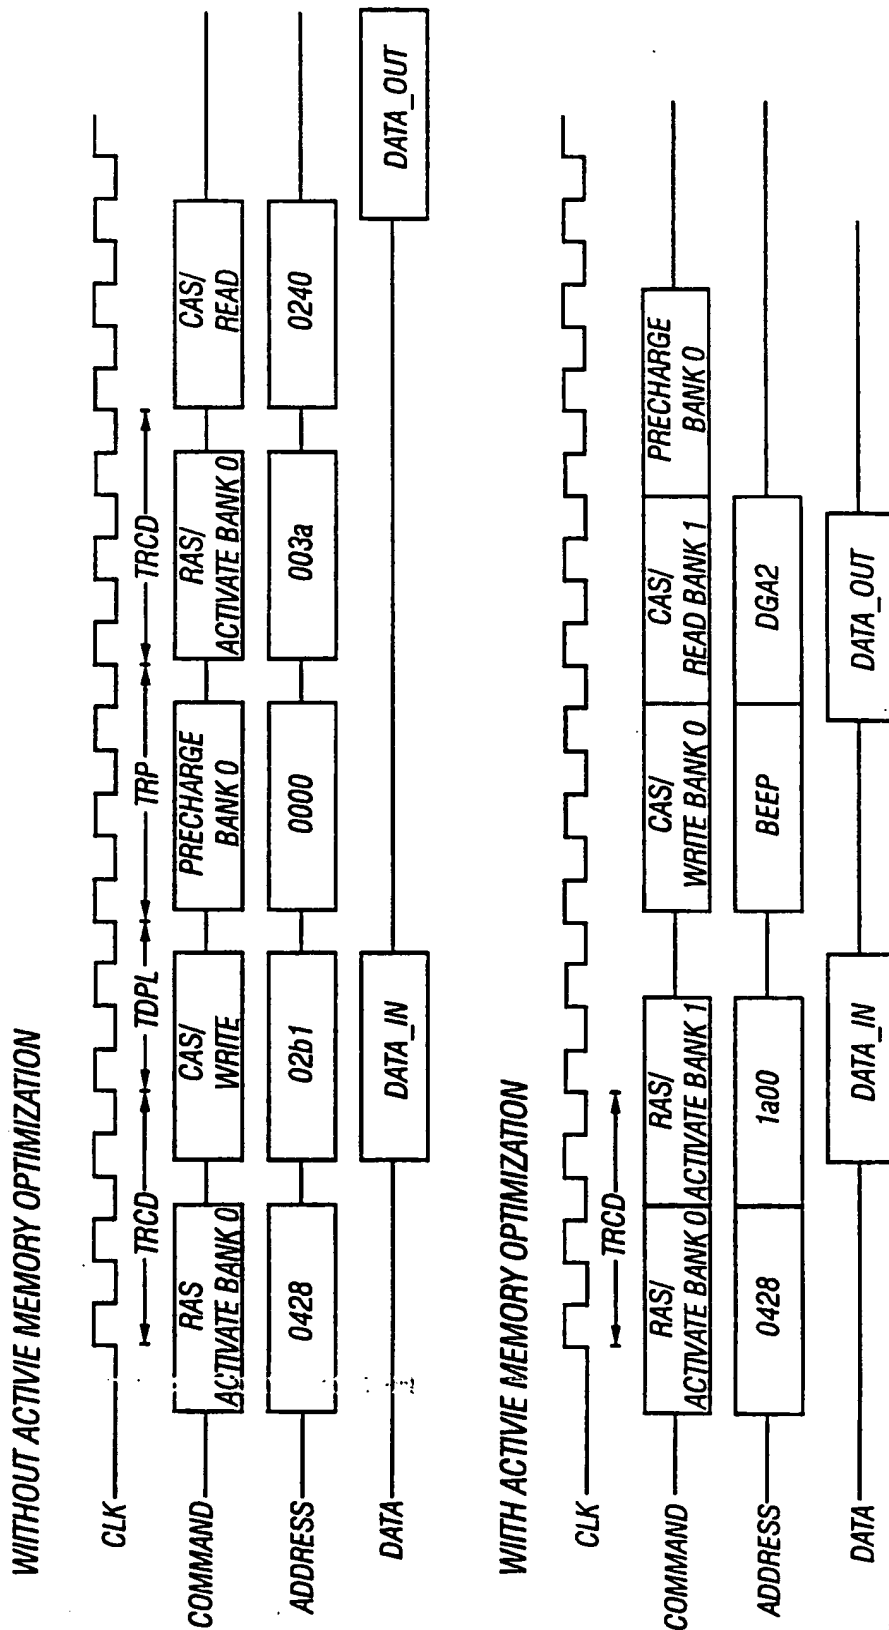 WIITHOUT ACTIVIE MEMORY OPTIMIZATION
CLK
TRCD
TDPL
TRP
TRCD
COMMAND
RAS
ACTIVATE BANK 0
CAS/
WRITE
PRECHARGE
BANK 0
RAS/
ACTIVATE BANK 0
CAS/
READ
ADDRESS
0428
02b1
0000
003a
0240
DATA
DATA_IN
DATA_OUT
WIITH ACTIVIE MEMORY OPTIMIZATION
CLK
TRCD
COMMAND
RAS/
ACTIVATE BANK 0
RAS/
ACTIVATE BANK 1
CAS/
WRITE BANK 0
CAS/
READ BANK 1
PRECHARGE
BANK 0
ADDRESS
0428
1a00
BEEP
DGA2
DATA
DATA_IN
DATA_OUT